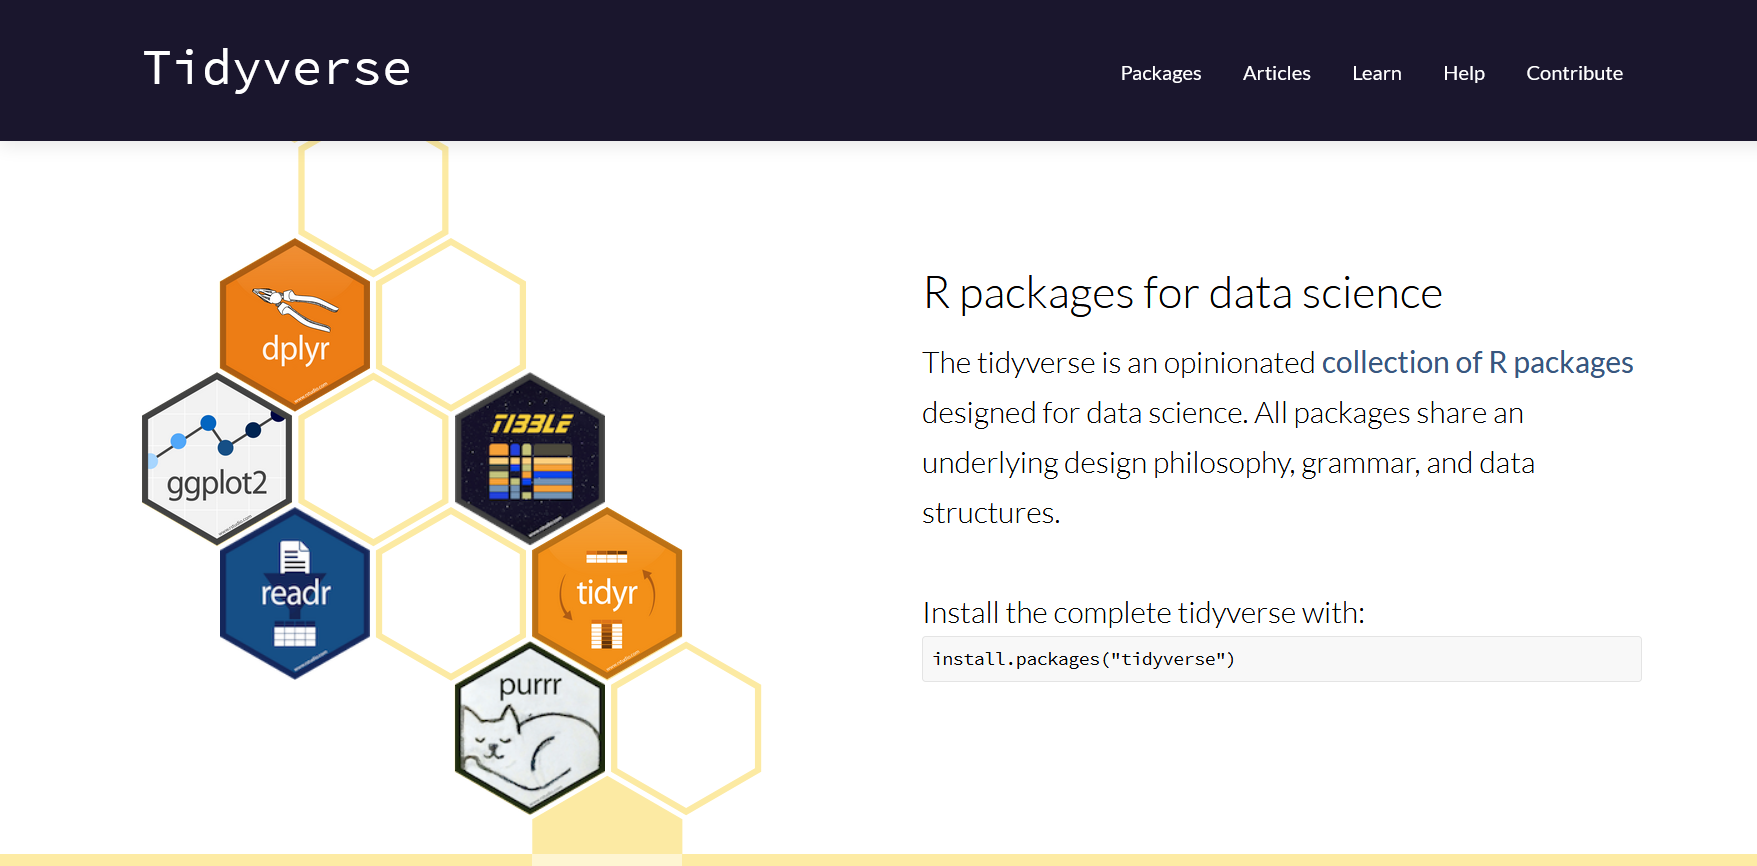 Tidyverse
Packages Articles Learn Help Contribute
dplyr
ggplot2
TIBBLE
readr
tidyr
purrr
R packages for data science
The tidyverse is an opinionated collection of R packages
designed for data science. All packages share an
underlying design philosophy, grammar, and data
structures.
Install the complete tidyverse with:
install.packages("tidyverse")